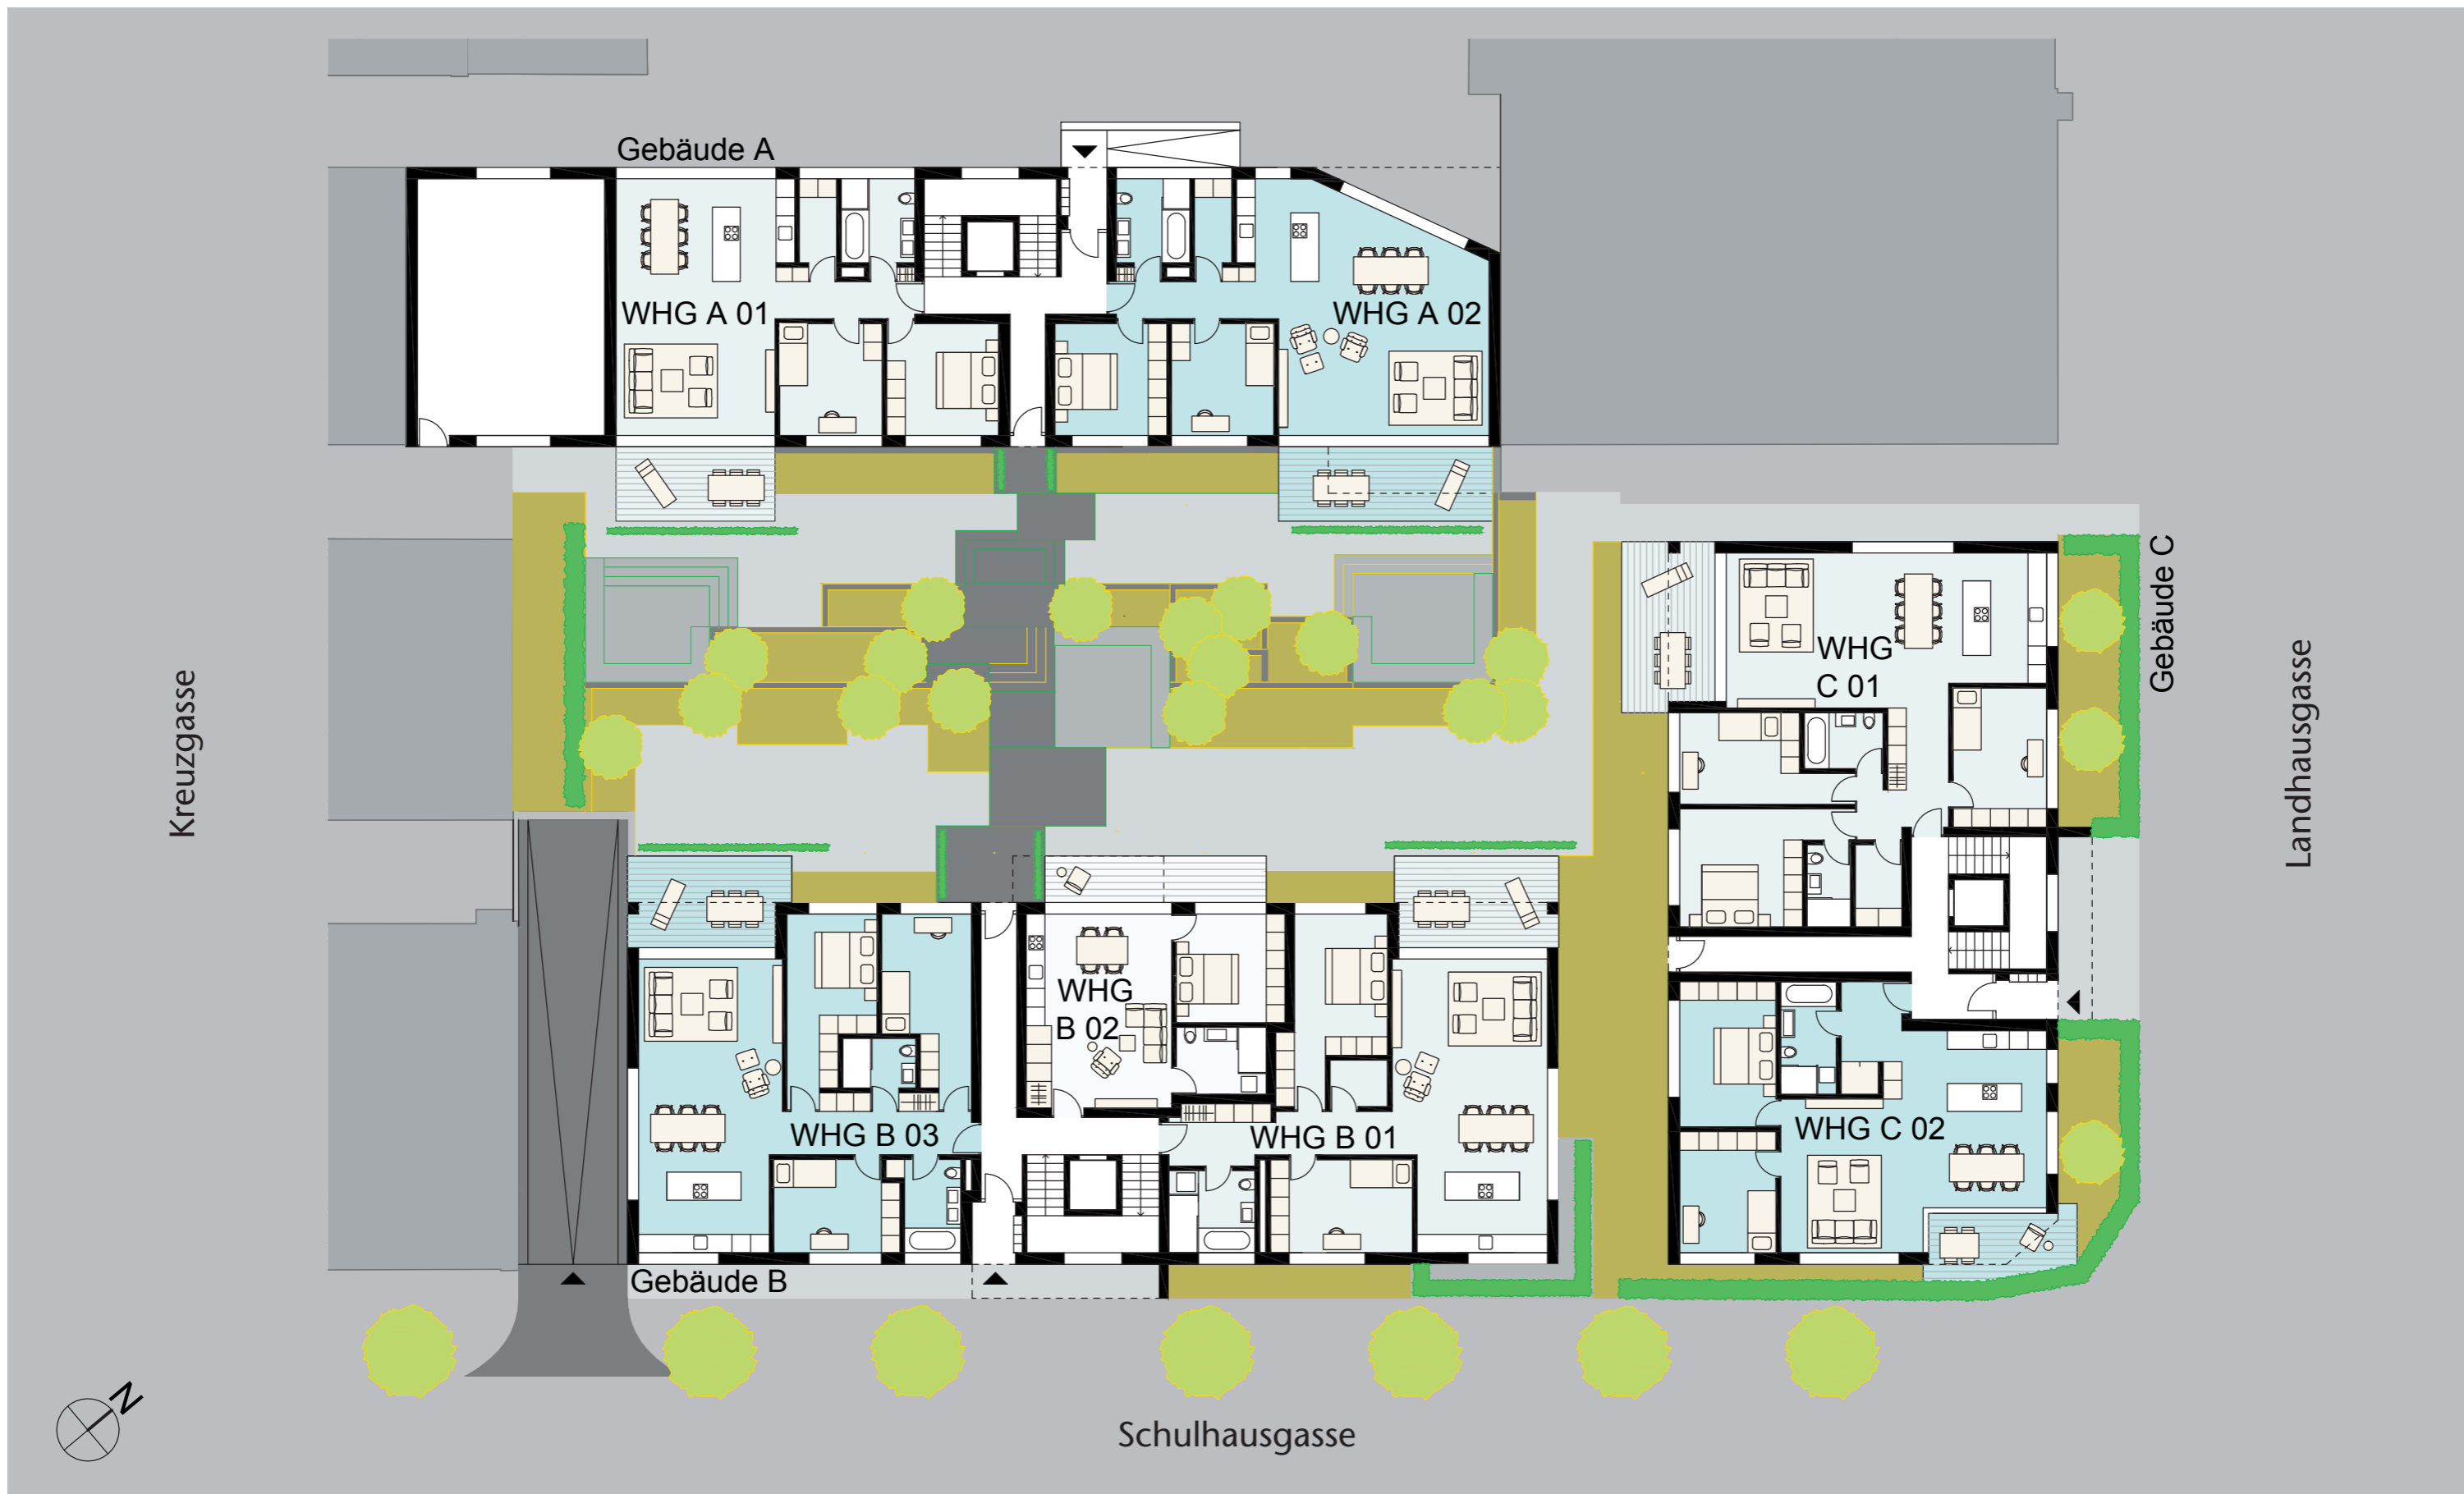 Gebäude A
WHG A 01
WHG A 02
Gebäude C
WHG
C 01
Kreuzgasse
Landhausgasse
WHG
B 02
WHG B 03
WHG B 01
WHG C 02
Gebäude B
N
Schulhausgasse